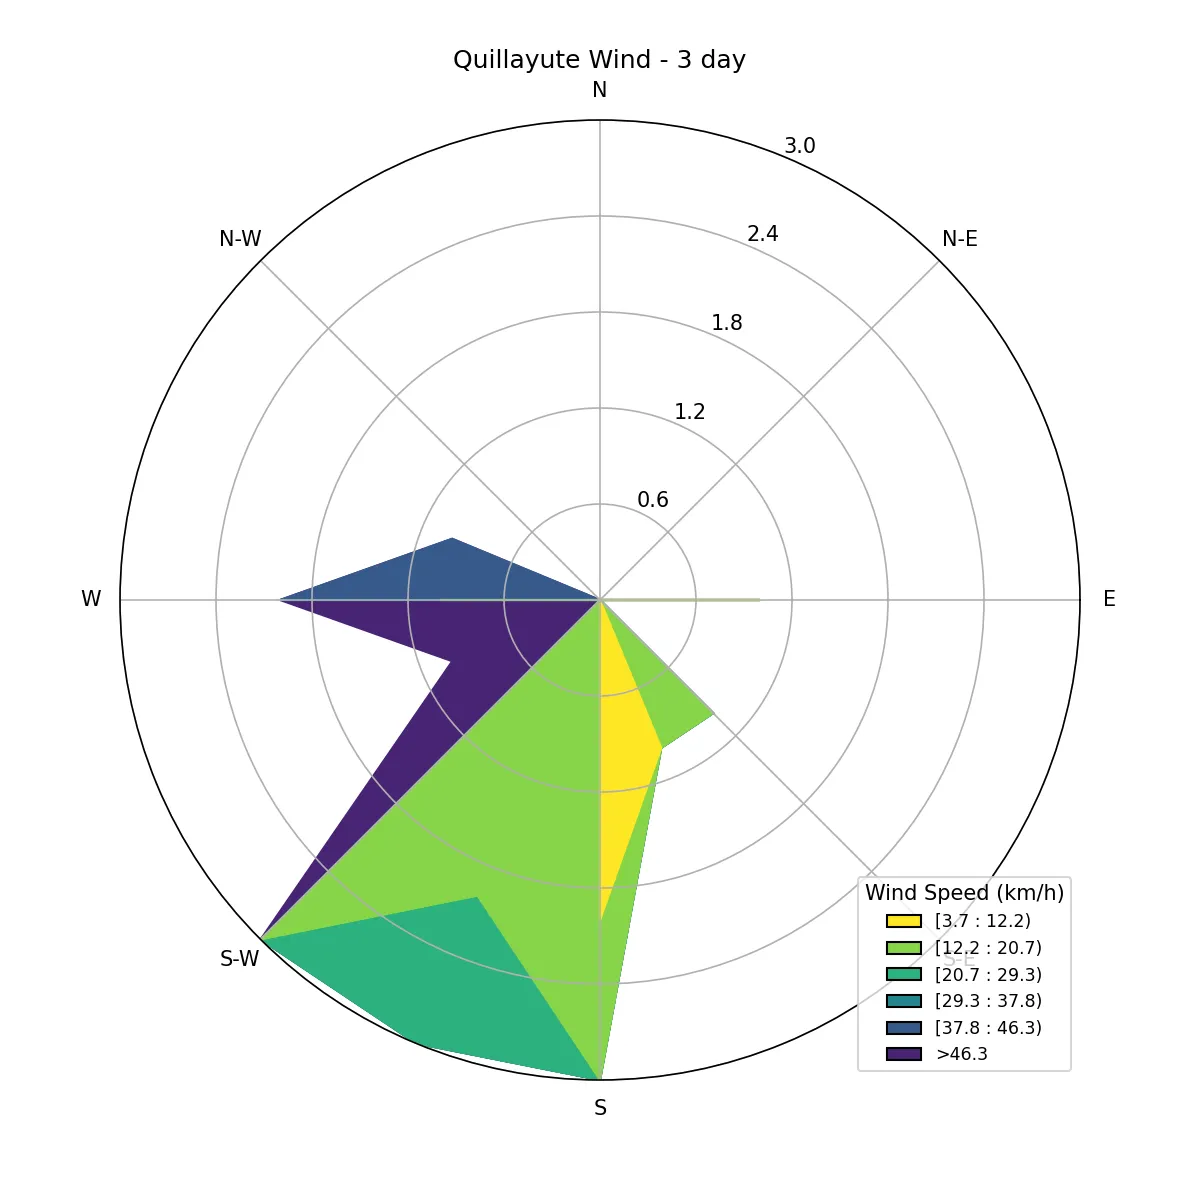 Quillayute Wind - 3 day
N
3.0
N-W
N-E
2.4
1.8
1.2
0.6
W
E
Wind Speed (km/h)
[3.7 : 12.2)
[12.2 : 20.7)
S-W
S-E
[20.7 : 29.3)
[29.3 : 37.8)
[37.8 : 46.3)
>46.3
S